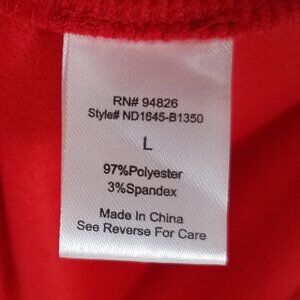 RN# 94826
Style# ND1645-B1350
L
97%Polyester
3%Spandex
Made In China
See Reverse For Care